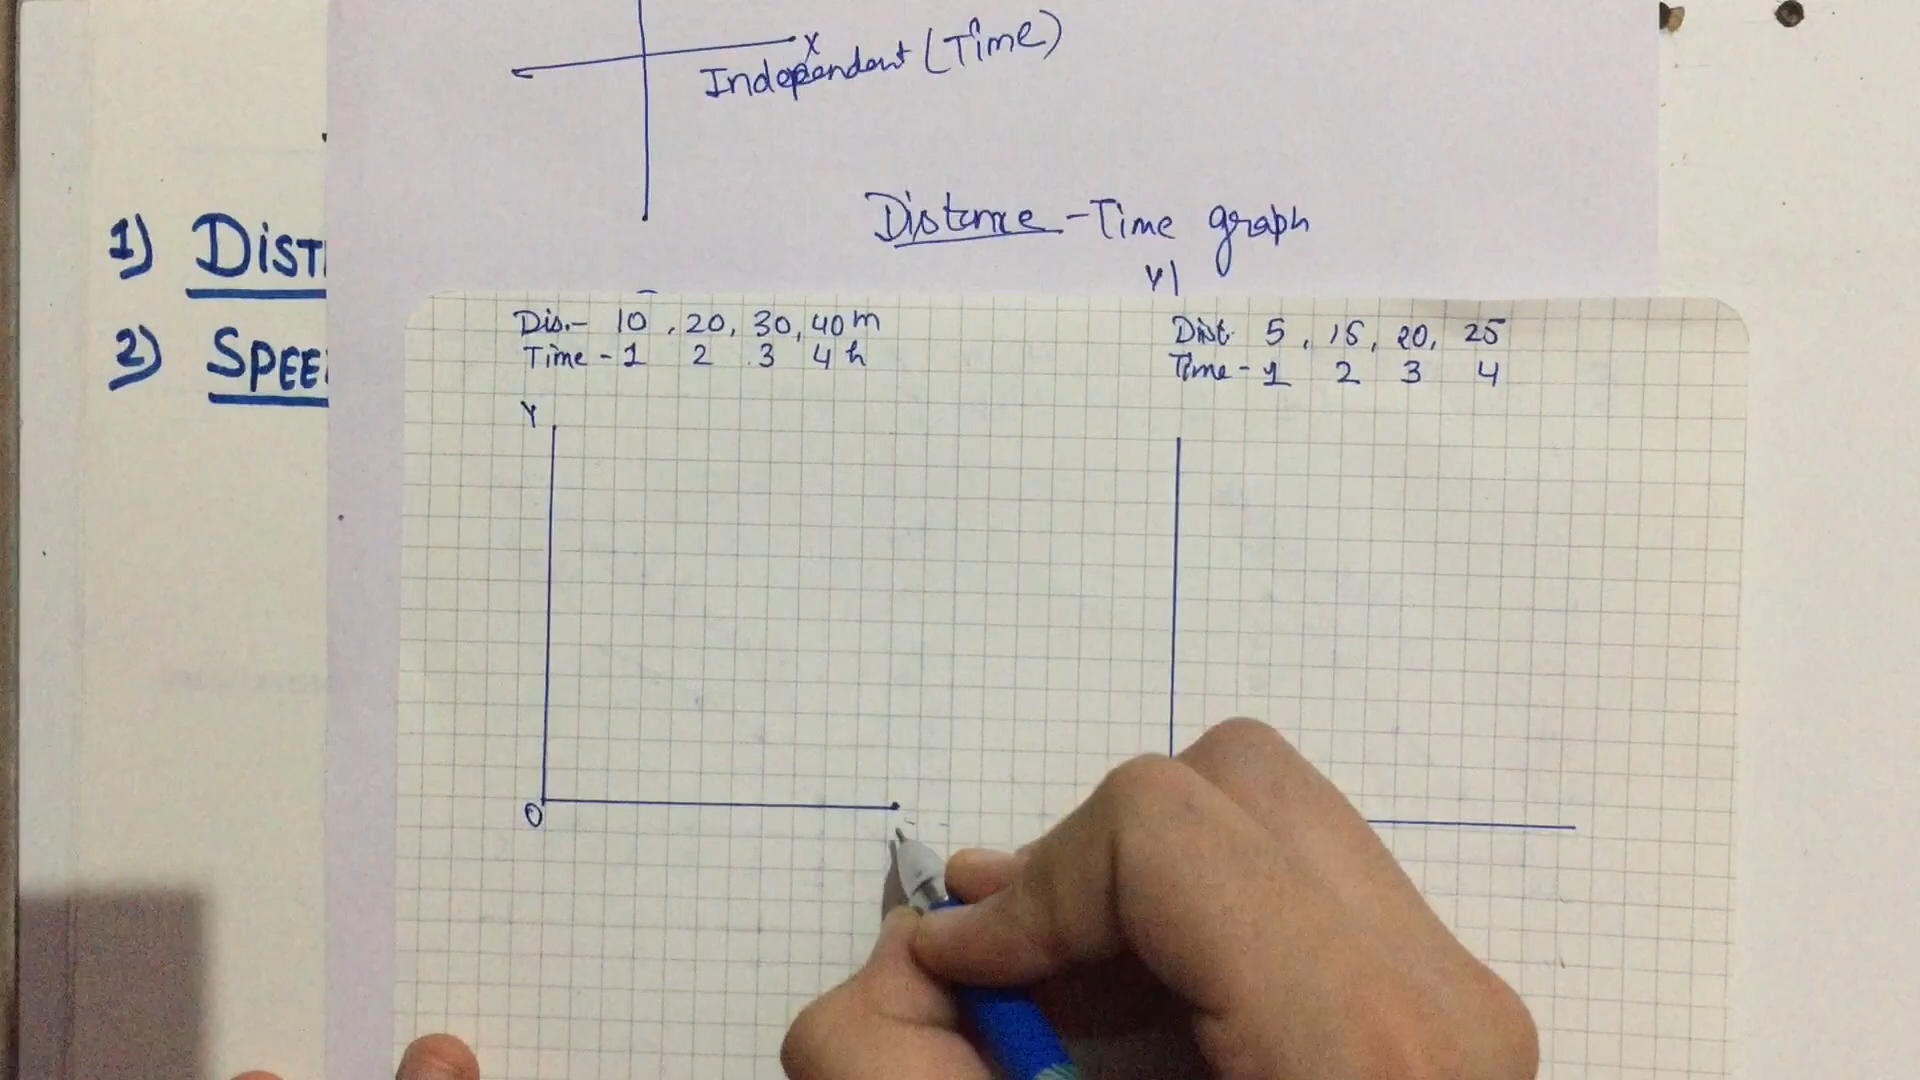 X
Independent (Time)
1) DIST
Distance - Time graph
Y
2) SPEE
Dis.- 10, 20, 30, 40 m
Time - 1 2 3 4 h
Dist. 5, 15, 20, 25
Time - 1 2 3 4
Y
O